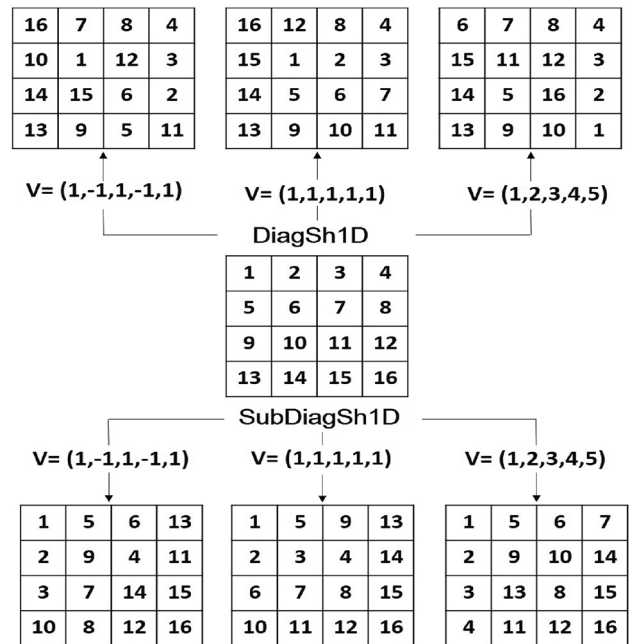 16 7 8 4
10 1 12 3
14 15 6 2
13 9 5 11
16 12 8 4
15 1 2 3
14 5 6 7
13 9 10 11
6 7 8 4
15 11 12 3
14 5 16 2
13 9 10 1
V= (1,-1,1,-1,1)
V= (1,1,1,1,1)
V= (1,2,3,4,5)
DiagSh1D
1 2 3 4
5 6 7 8
9 10 11 12
13 14 15 16
SubDiagSh1D
V= (1,-1,1,-1,1)
V= (1,1,1,1,1)
V= (1,2,3,4,5)
1 5 6 13
2 9 4 11
3 7 14 15
10 8 12 16
1 5 9 13
2 3 4 14
6 7 8 15
10 11 12 16
1 5 6 7
2 9 10 14
3 13 8 15
4 11 12 16